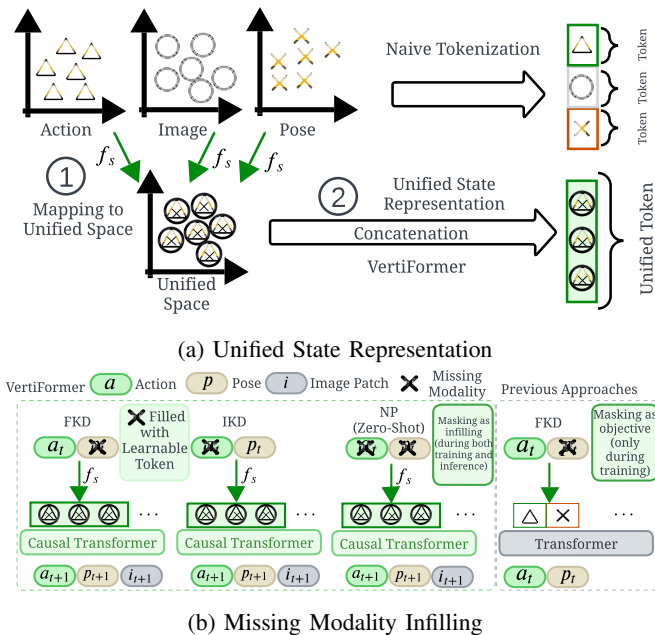 Action
Image
Pose
Naive Tokenization
Token
Token
Token
f_s
f_s
f_s
1
Mapping to
Unified Space
Unified
Space
2
Unified State
Representation
Concatenation
VertiFormer
Unified Token
(a) Unified State Representation
VertiFormer
a Action
p Pose
i Image Patch
Missing
Modality
Previous Approaches
FKD
a_t
Filled
with
Learnable
Token
f_s
...
Causal Transformer
a_{t+1} p_{t+1} i_{t+1}
IKD
p_t
f_s
...
Causal Transformer
a_{t+1} p_{t+1} i_{t+1}
NP
(Zero-Shot)
Masking as
infilling
(during both
training and
inference)
f_s
...
Causal Transformer
a_{t+1} p_{t+1} i_{t+1}
FKD
a_t
Masking as
objective
(only
during
training)
...
Transformer
a_t p_t
(b) Missing Modality Infilling